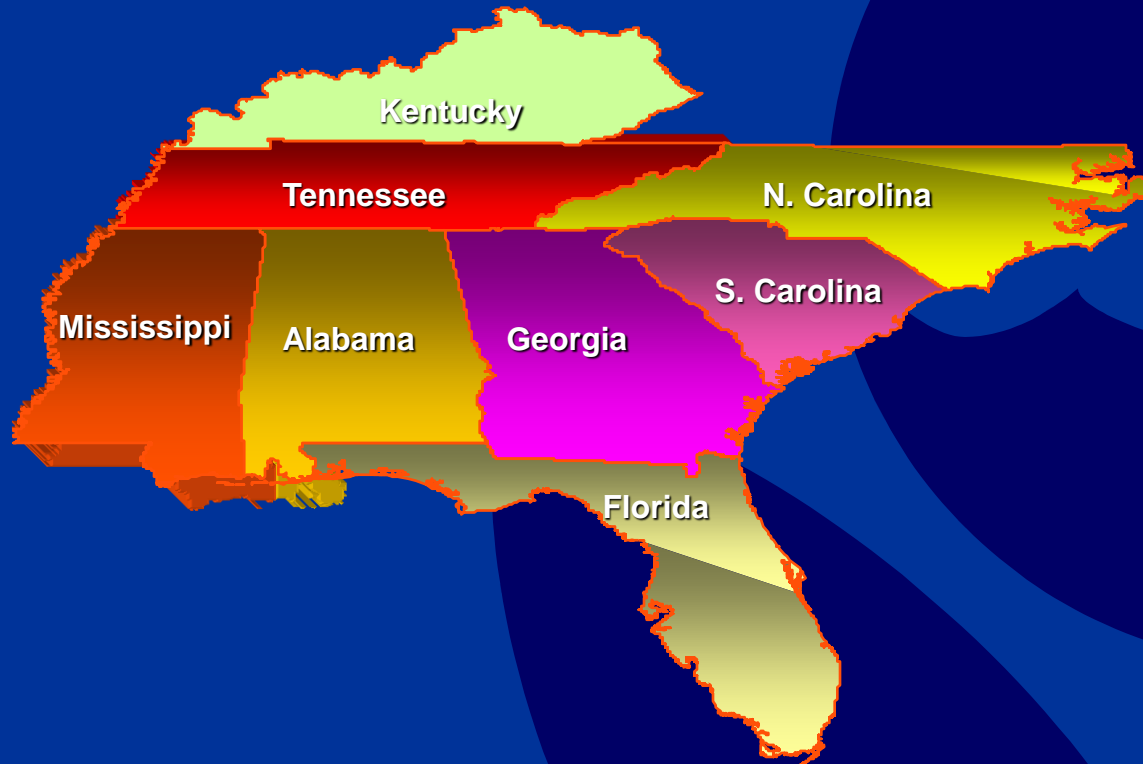 Kentucky
Tennessee
N. Carolina
S. Carolina
Mississippi
Alabama
Georgia
Florida